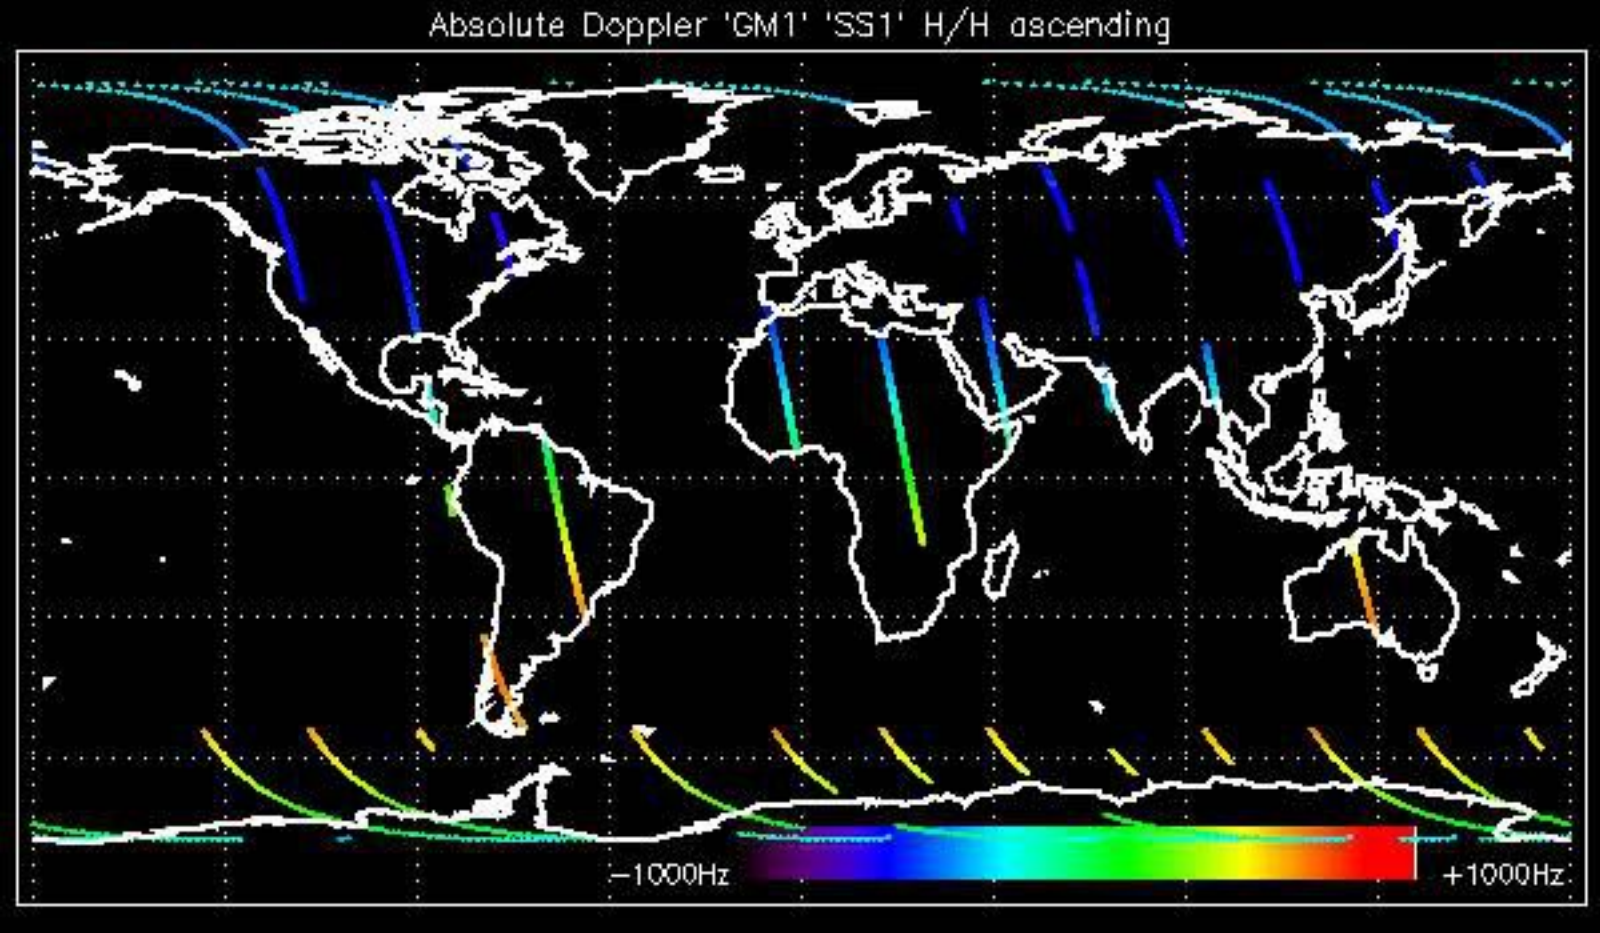 Absolute Doppler 'GM1' 'SS1' H/H ascending
−1000Hz +1000Hz